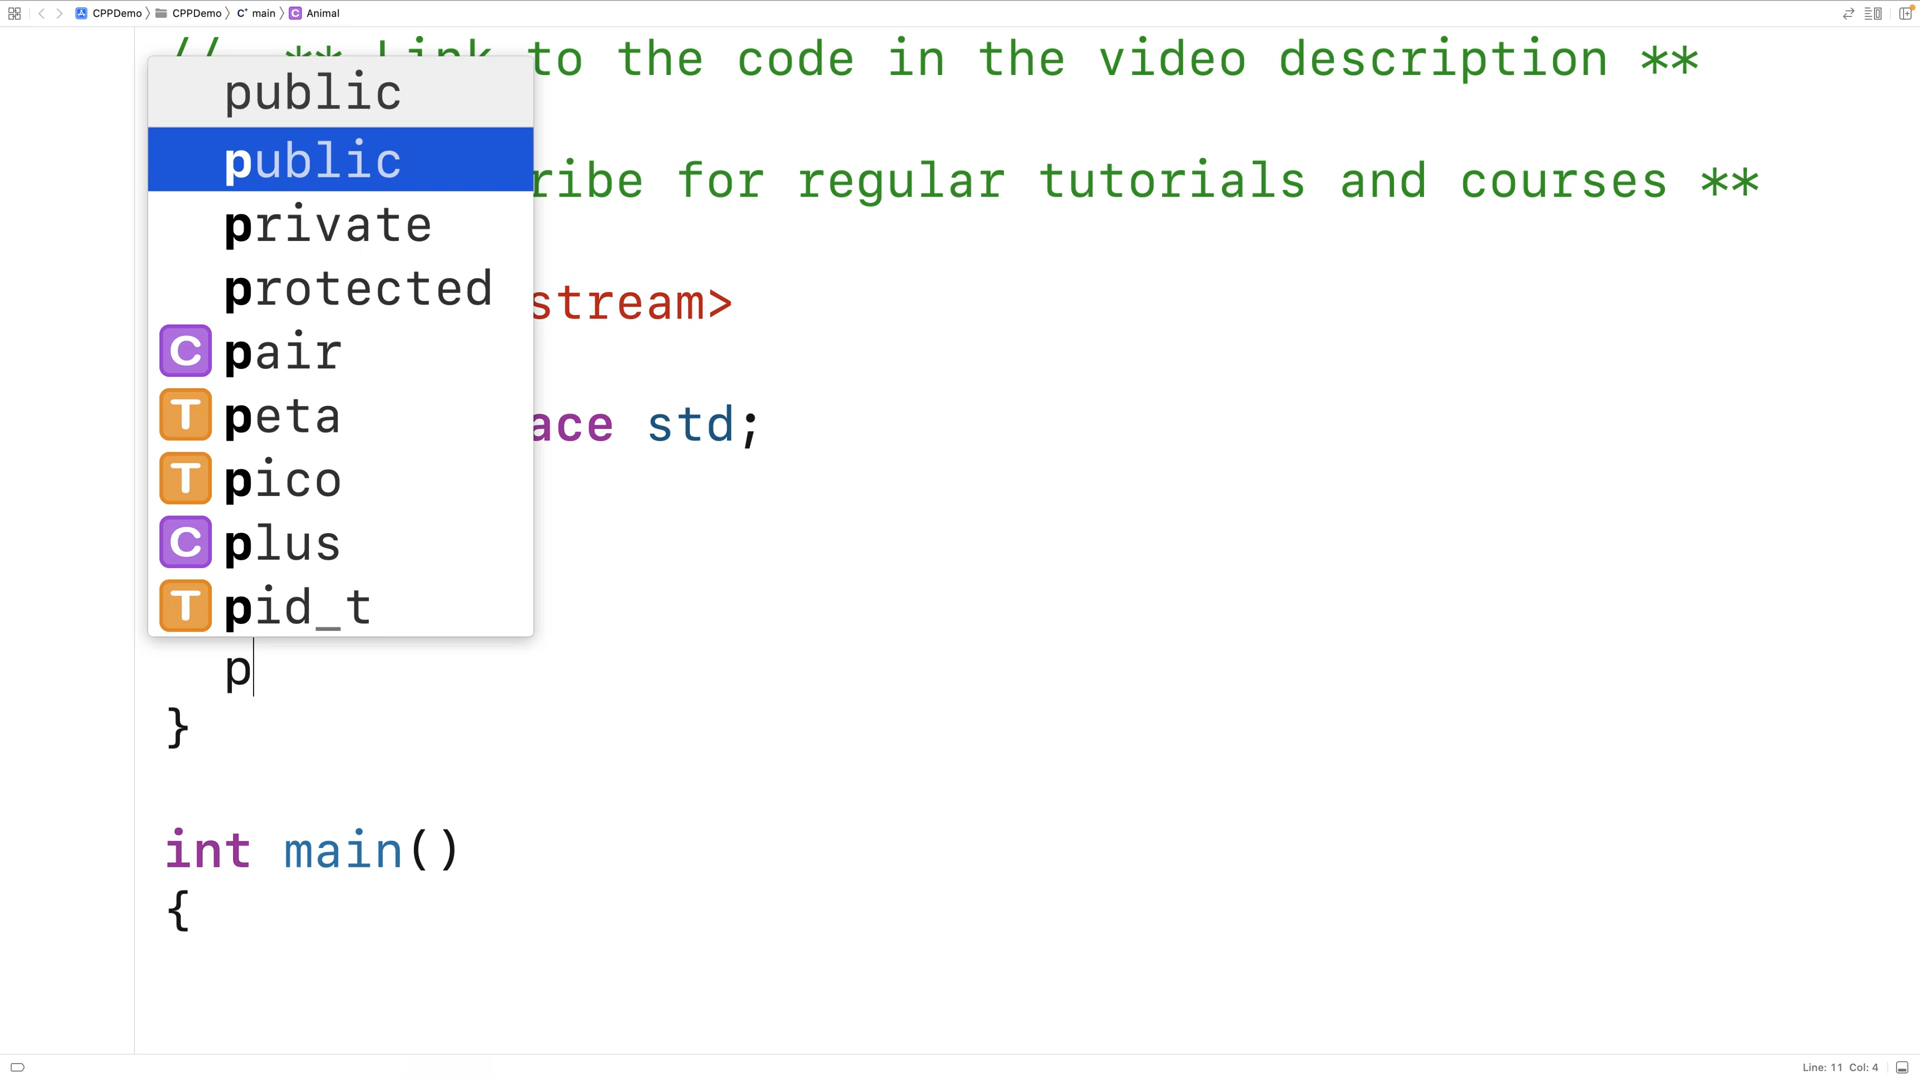 CPPDemo CPPDemo C+ main C Animal
// ** Link to the code in the video description **
public
public
ribe for regular tutorials and courses **
private
protected
stream>
C pair
T peta
ace std;
T pico
C plus
T pid_t
p
}
int main()
{
Line: 11 Col: 4